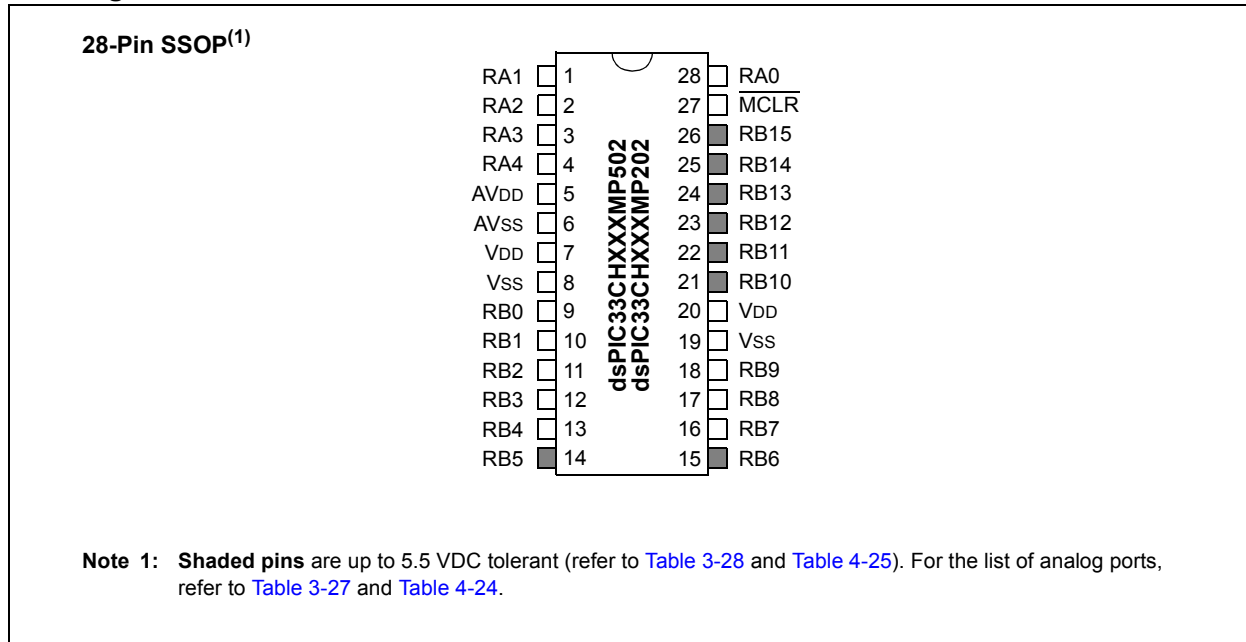 28-Pin SSOP(1)
RA1 1 28 RA0
RA2 2 27 MCLR
RA3 3 26 RB15
RA4 4 25 RB14
AVDD 5 24 RB13
AVSS 6 23 RB12
VDD 7 22 RB11
VSS 8 21 RB10
RB0 9 20 VDD
RB1 10 19 VSS
RB2 11 18 RB9
RB3 12 17 RB8
RB4 13 16 RB7
RB5 14 15 RB6
dsPIC33CHXXXMP502
dsPIC33CHXXXMP202
Note 1: Shaded pins are up to 5.5 VDC tolerant (refer to Table 3-28 and Table 4-25). For the list of analog ports,
refer to Table 3-27 and Table 4-24.